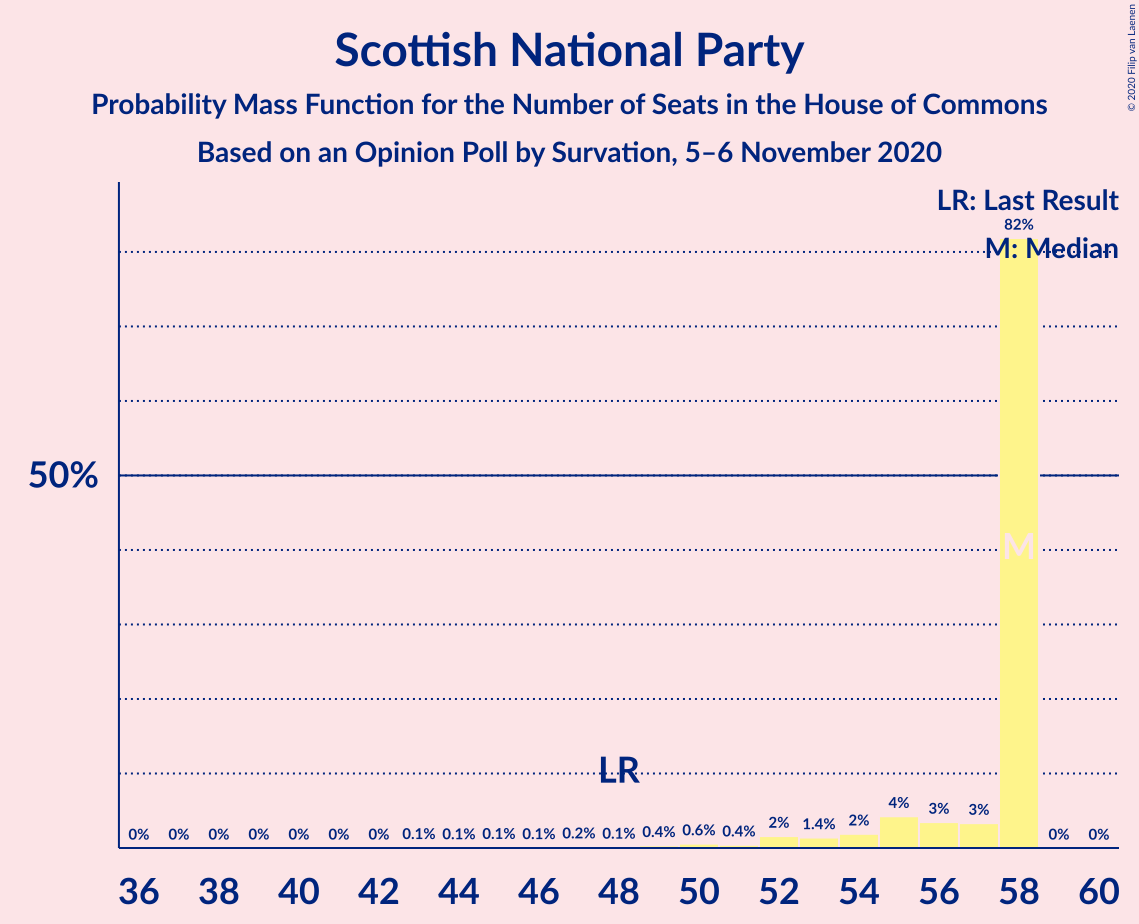 Scottish National Party
Probability Mass Function for the Number of Seats in the House of Commons
Based on an Opinion Poll by Survation, 5–6 November 2020
© 2020 Filip van Laenen
LR: Last Result
82%
M: Median
50%
M
LR
0% 0% 0% 0% 0% 0% 0% 0.1% 0.1% 0.1% 0.1% 0.2% 0.1% 0.4% 0.6% 0.4% 2% 1.4% 2% 4% 3% 3% 0% 0%
36 38 40 42 44 46 48 50 52 54 56 58 60